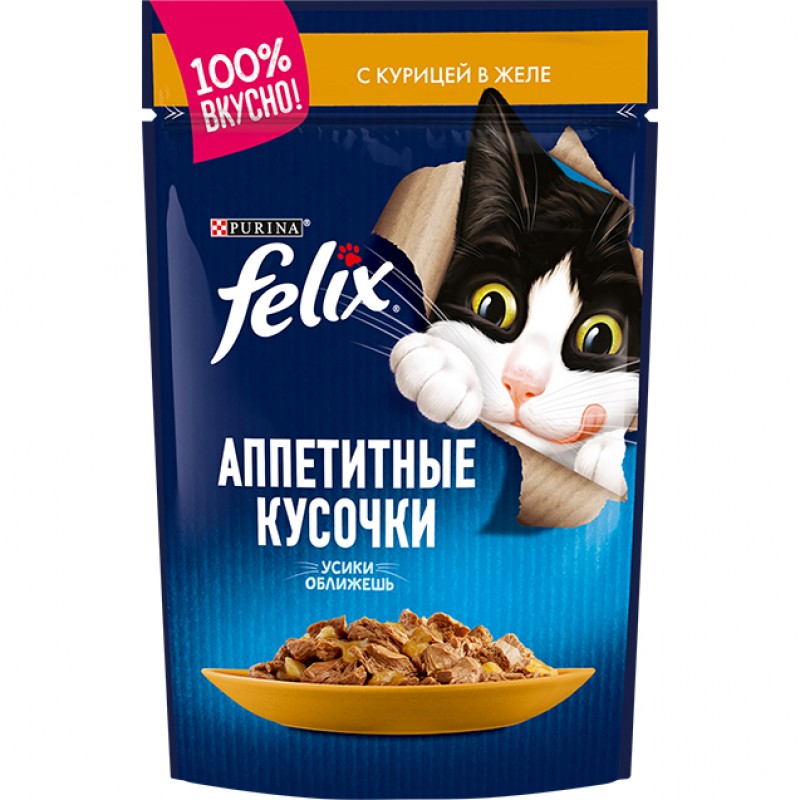 100%
ВКУСНО!
С КУРИЦЕЙ В ЖЕЛЕ
PURINA®
felix®
АППЕТИТНЫЕ
КУСОЧКИ
УСИКИ
ОБЛИЖЕШЬ